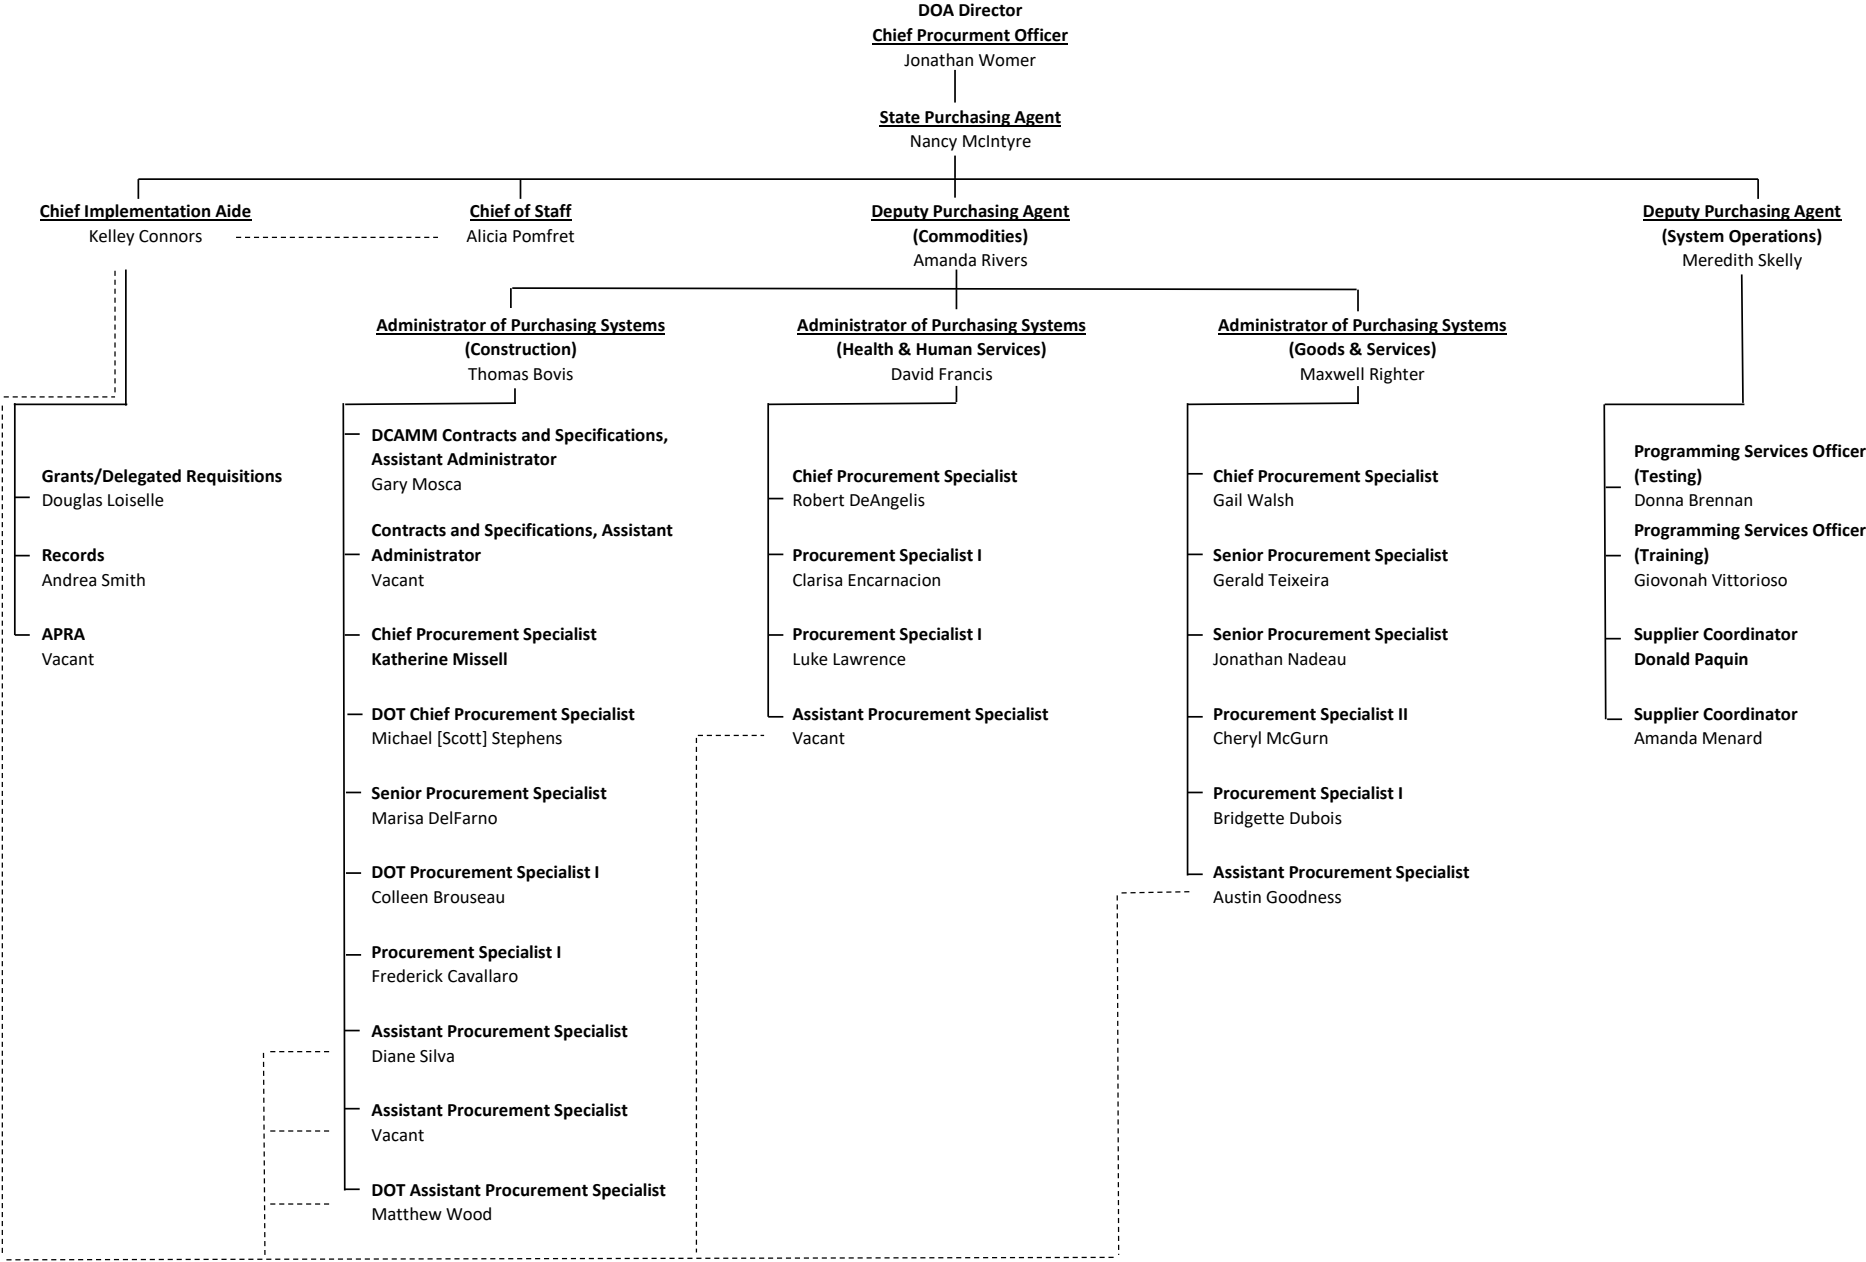 DOA Director
Chief Procurment Officer
Jonathan Womer
State Purchasing Agent
Nancy McIntyre
Chief Implementation Aide
Kelley Connors
Chief of Staff
Alicia Pomfret
Deputy Purchasing Agent
(Commodities)
Amanda Rivers
Deputy Purchasing Agent
(System Operations)
Meredith Skelly
Administrator of Purchasing Systems
(Construction)
Thomas Bovis
Administrator of Purchasing Systems
(Health & Human Services)
David Francis
Administrator of Purchasing Systems
(Goods & Services)
Maxwell Righter
Grants/Delegated Requisitions
Douglas Loiselle
Records
Andrea Smith
APRA
Vacant
DCAMM Contracts and Specifications,
Assistant Administrator
Gary Mosca
Contracts and Specifications, Assistant
Administrator
Vacant
Chief Procurement Specialist
Katherine Missell
DOT Chief Procurement Specialist
Michael [Scott] Stephens
Senior Procurement Specialist
Marisa DelFarno
DOT Procurement Specialist I
Colleen Brouseau
Procurement Specialist I
Frederick Cavallaro
Assistant Procurement Specialist
Diane Silva
Assistant Procurement Specialist
Vacant
DOT Assistant Procurement Specialist
Matthew Wood
Chief Procurement Specialist
Robert DeAngelis
Procurement Specialist I
Clarisa Encarnacion
Procurement Specialist I
Luke Lawrence
Assistant Procurement Specialist
Vacant
Chief Procurement Specialist
Gail Walsh
Senior Procurement Specialist
Gerald Teixeira
Senior Procurement Specialist
Jonathan Nadeau
Procurement Specialist II
Cheryl McGurn
Procurement Specialist I
Bridgette Dubois
Assistant Procurement Specialist
Austin Goodness
Programming Services Officer
(Testing)
Donna Brennan
Programming Services Officer
(Training)
Giovonah Vittorioso
Supplier Coordinator
Donald Paquin
Supplier Coordinator
Amanda Menard